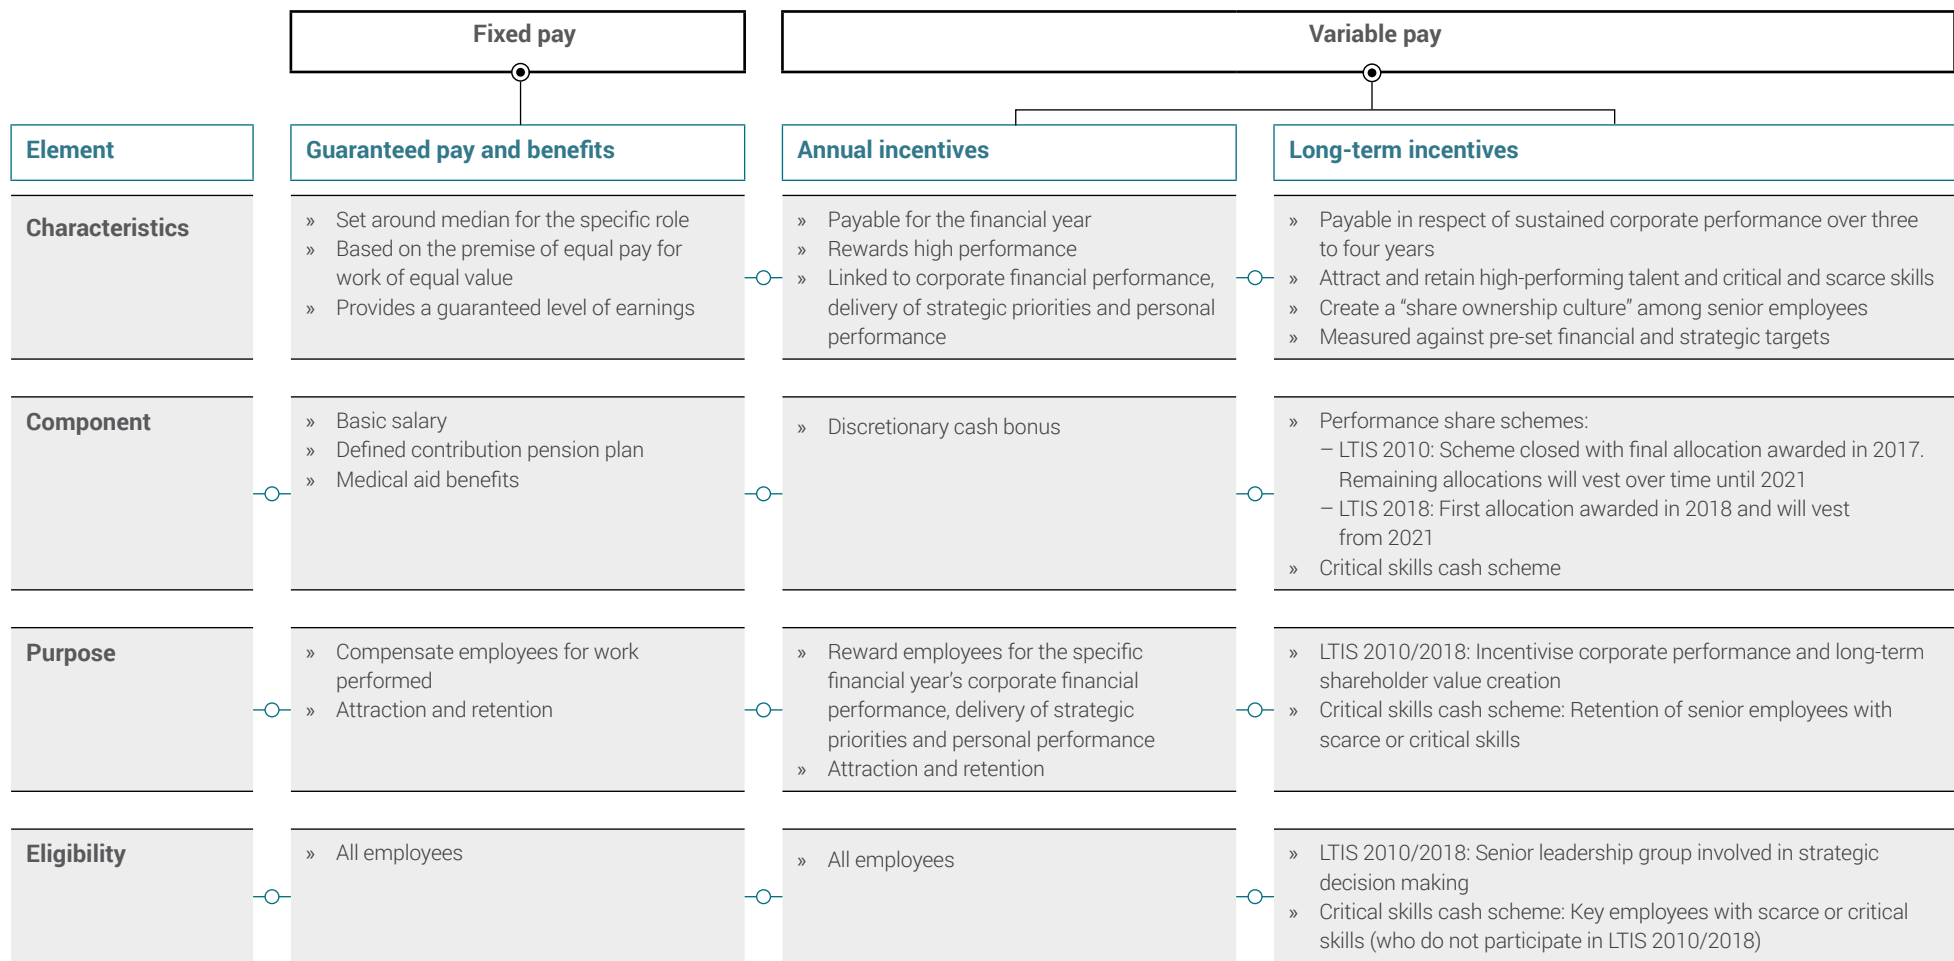 Fixed pay
Variable pay
Element
Guaranteed pay and benefits
Annual incentives
Long-term incentives
Characteristics
» Set around median for the specific role
» Based on the premise of equal pay for
work of equal value
» Provides a guaranteed level of earnings
» Payable for the financial year
» Rewards high performance
» Linked to corporate financial performance,
delivery of strategic priorities and personal
performance
» Payable in respect of sustained corporate performance over three
to four years
» Attract and retain high-performing talent and critical and scarce skills
» Create a “share ownership culture” among senior employees
» Measured against pre-set financial and strategic targets
Component
» Basic salary
» Defined contribution pension plan
» Medical aid benefits
» Discretionary cash bonus
» Performance share schemes:
– LTIS 2010: Scheme closed with final allocation awarded in 2017.
Remaining allocations will vest over time until 2021
– LTIS 2018: First allocation awarded in 2018 and will vest
from 2021
» Critical skills cash scheme
Purpose
» Compensate employees for work
performed
» Attraction and retention
» Reward employees for the specific
financial year’s corporate financial
performance, delivery of strategic
priorities and personal performance
» Attraction and retention
» LTIS 2010/2018: Incentivise corporate performance and long-term
shareholder value creation
» Critical skills cash scheme: Retention of senior employees with
scarce or critical skills
Eligibility
» All employees
» All employees
» LTIS 2010/2018: Senior leadership group involved in strategic
decision making
» Critical skills cash scheme: Key employees with scarce or critical
skills (who do not participate in LTIS 2010/2018)